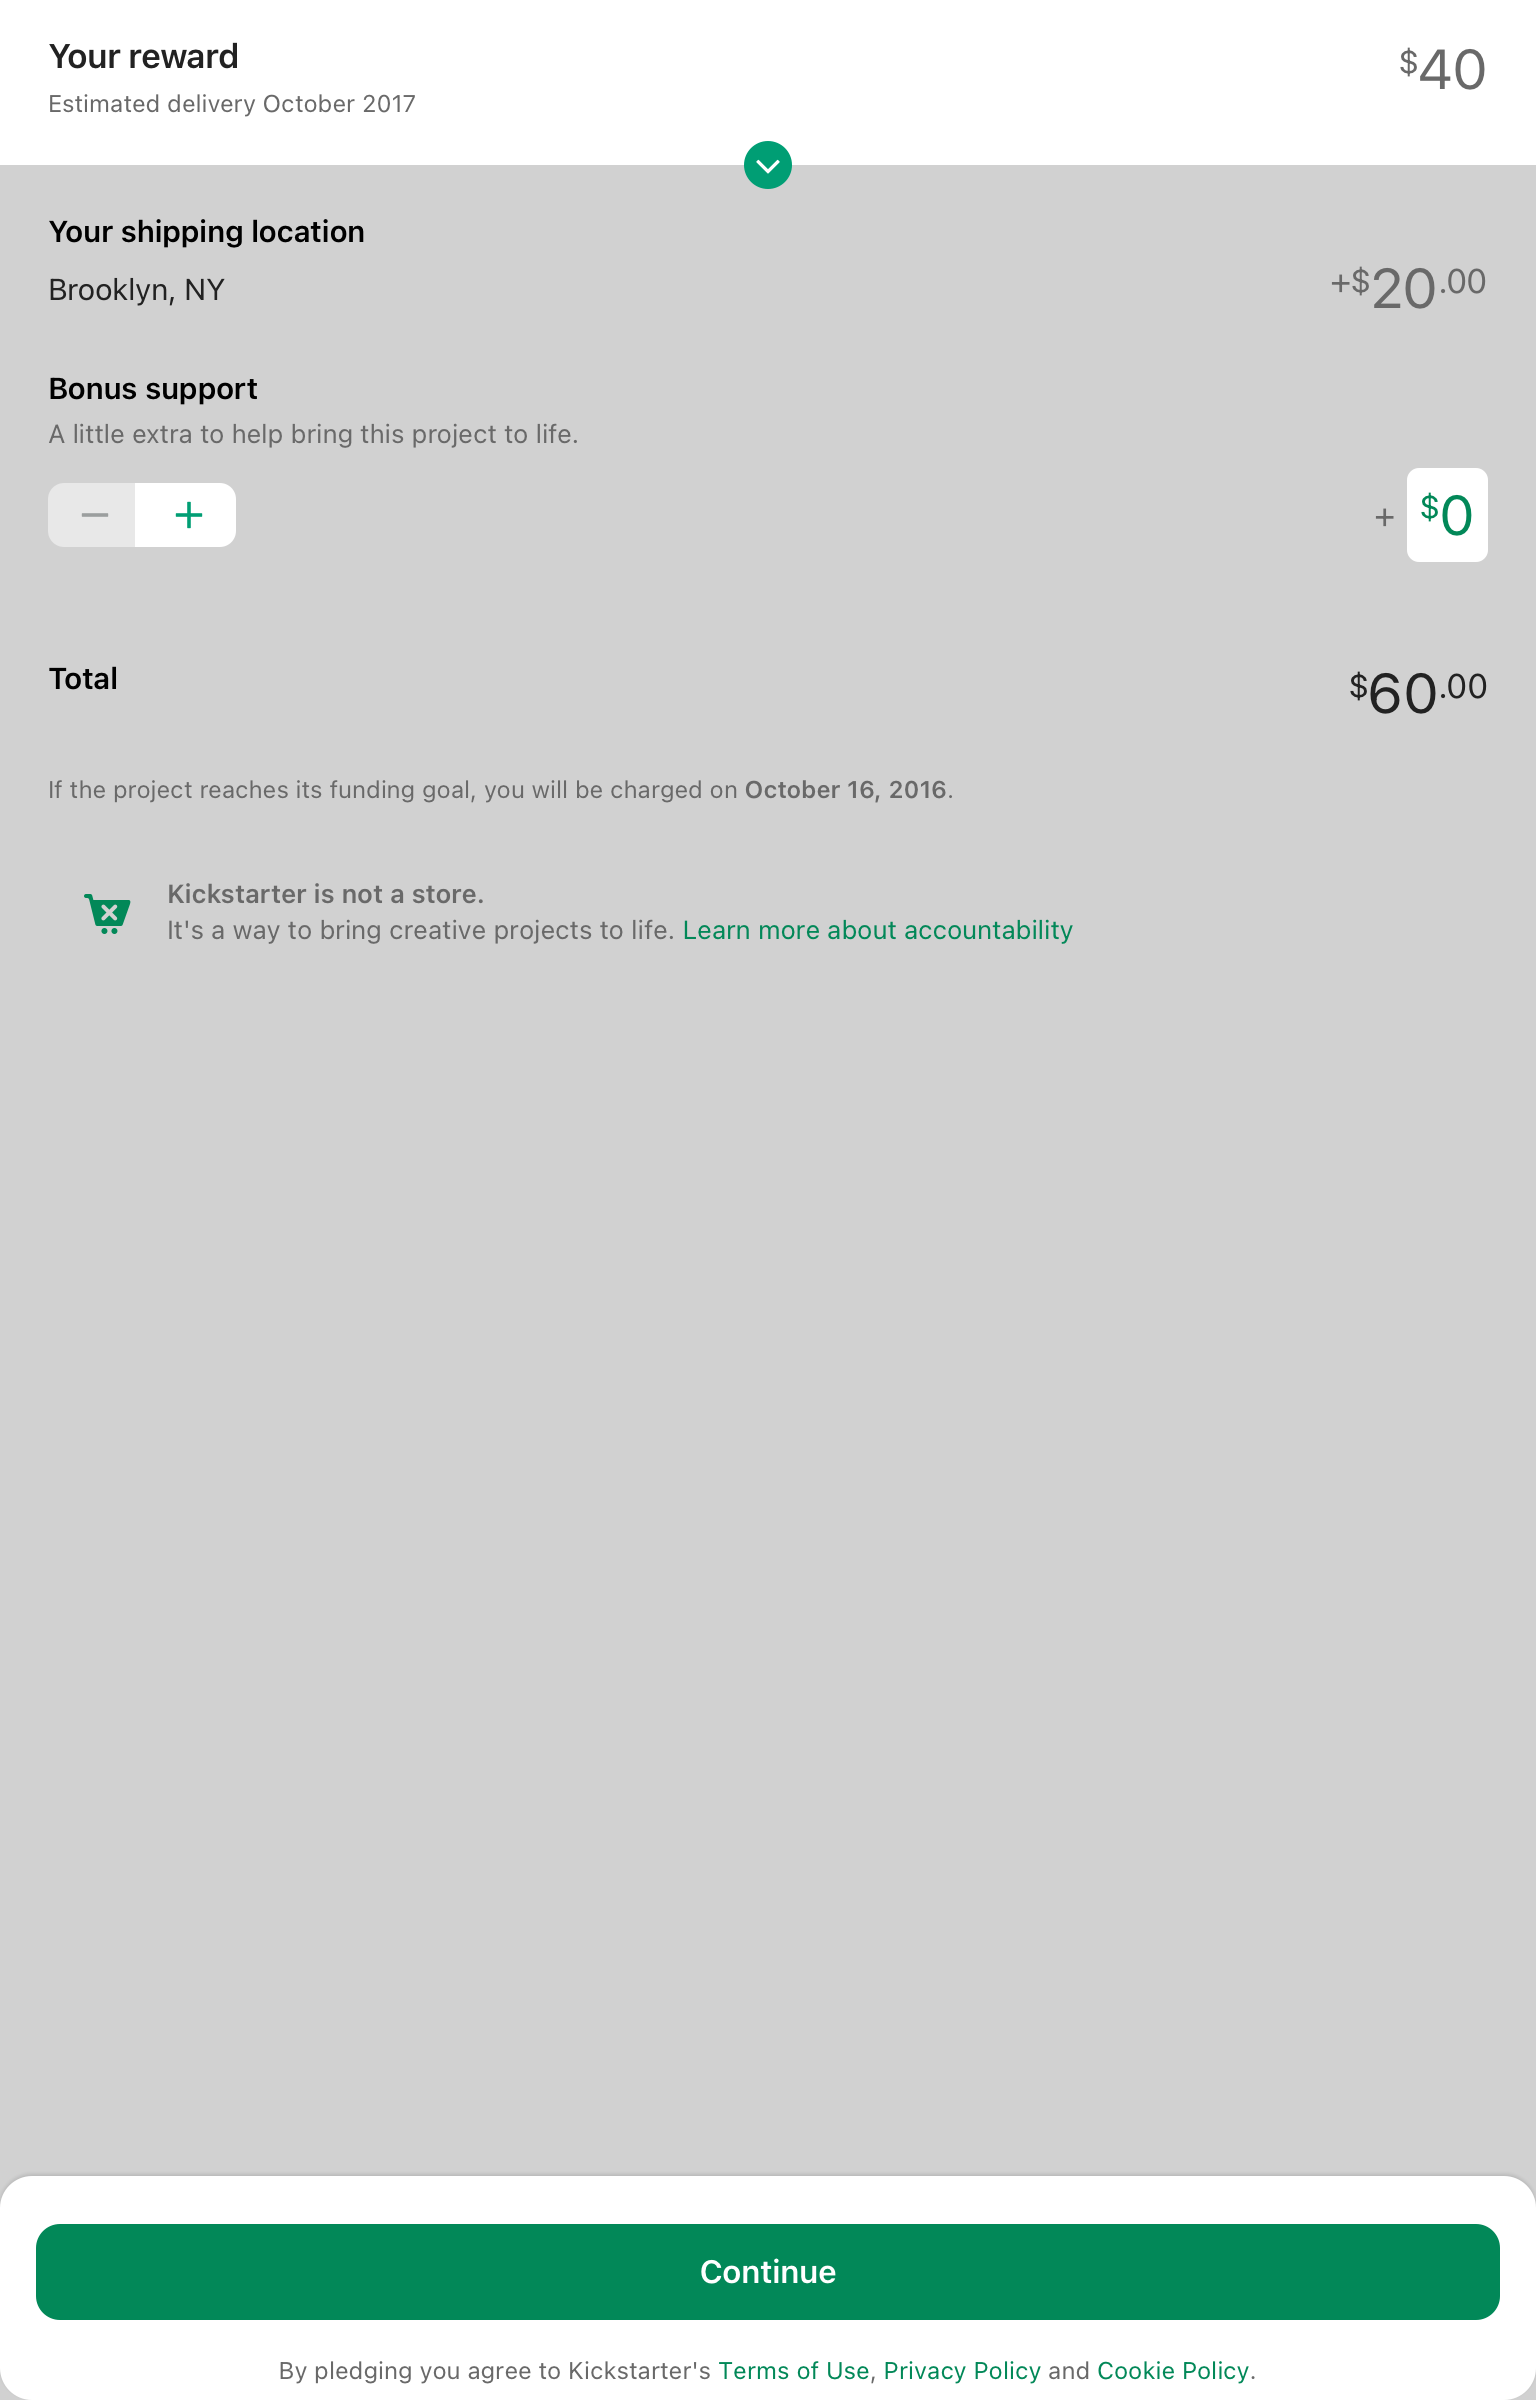 Your reward
$40
Estimated delivery October 2017
Your shipping location
Brooklyn, NY
+$20.00
Bonus support
A little extra to help bring this project to life.
− +
+ $0
Total
$60.00
If the project reaches its funding goal, you will be charged on October 16, 2016.
Kickstarter is not a store.
It's a way to bring creative projects to life. Learn more about accountability
Continue
By pledging you agree to Kickstarter's Terms of Use, Privacy Policy and Cookie Policy.